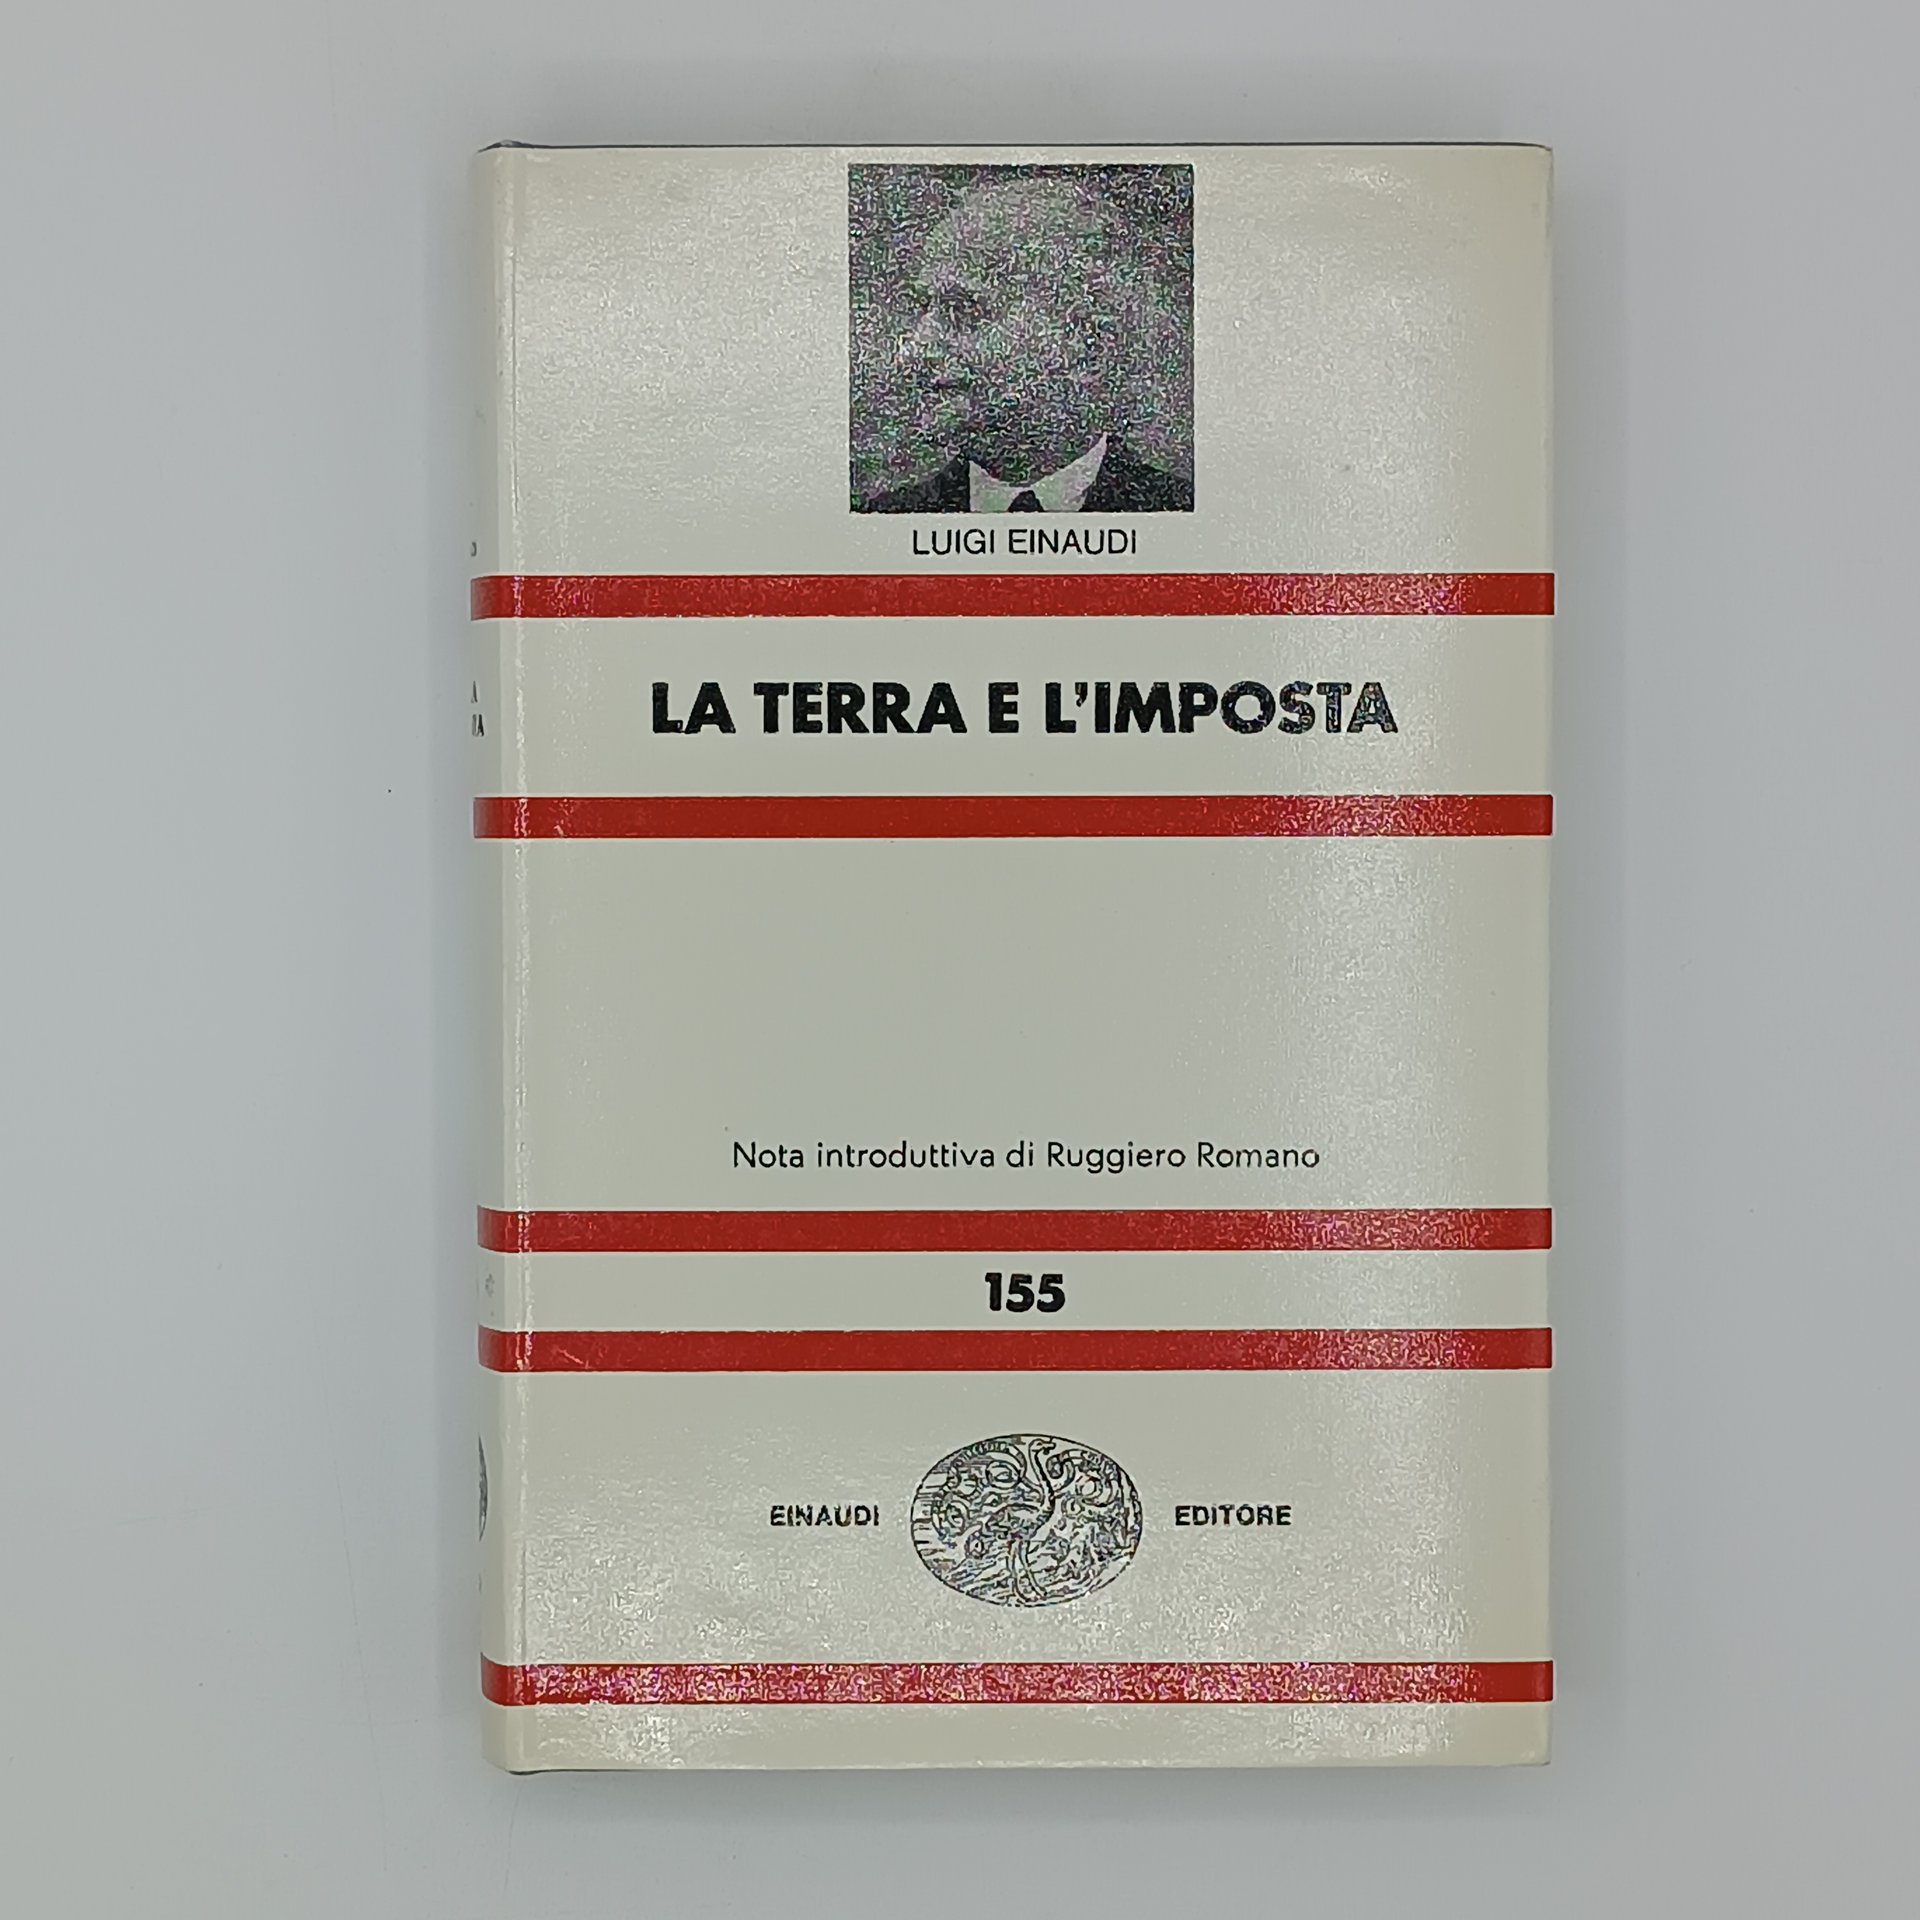 LUIGI EINAUDI
LA TERRA E L'IMPOSTA
Nota introduttiva di Ruggiero Romano
155
EINAUDI EDITORE